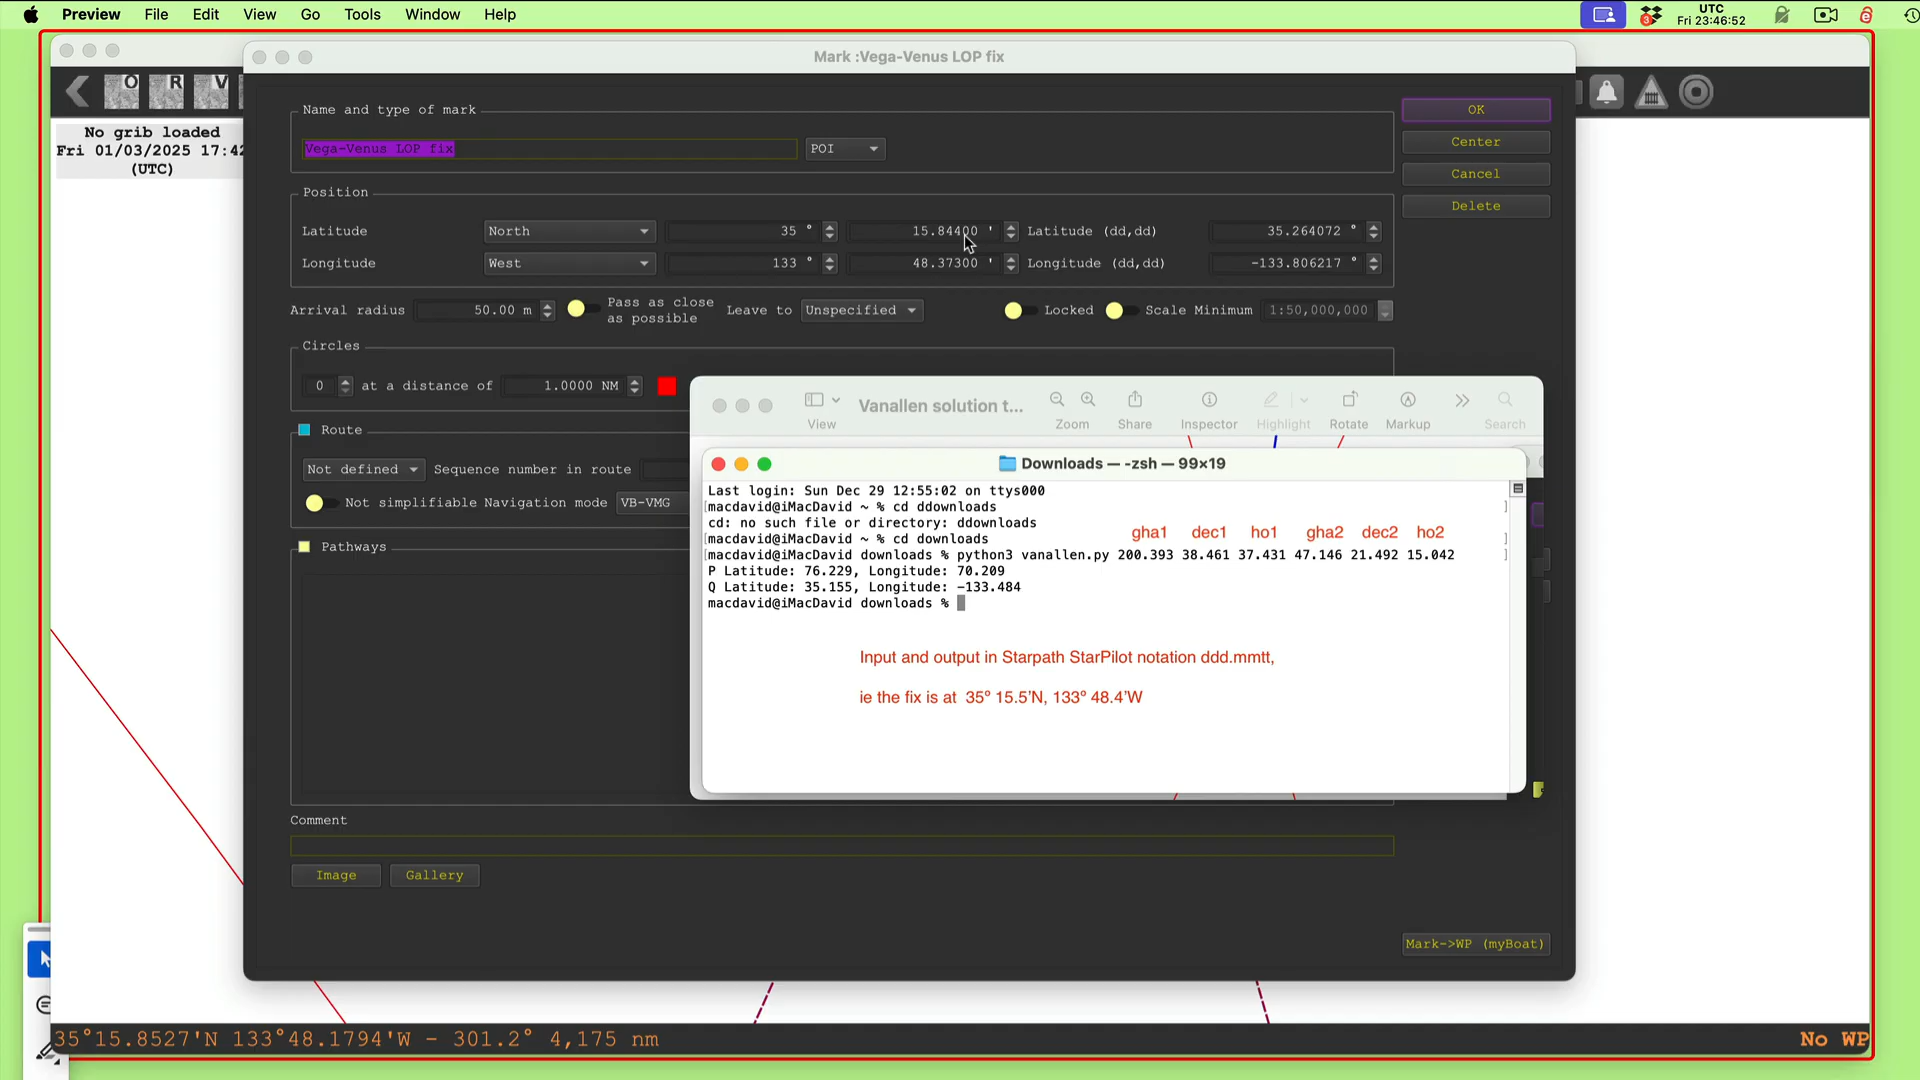 Preview File Edit View Go Tools Window Help
3
UTC
Fri 23:46:52
Mark :Vega-Venus LOP fix
O R V
No grib loaded
Fri 01/03/2025 17:42
(UTC)
Name and type of mark
Vega-Venus LOP fix POI
OK
Center
Cancel
Delete
Position
Latitude North 35 ° 15.84400 ' Latitude (dd,dd) 35.264072 °
Longitude West 133 ° 48.37300 ' Longitude (dd,dd) -133.806217 °
Arrival radius 50.00 m Pass as close as possible Leave to Unspecified Locked Scale Minimum 1:50,000,000
Circles
0 at a distance of 1.0000 NM
Route
Not defined Sequence number in route
Not simplifiable Navigation mode VB-VMG
Pathways
Vanallen solution t...
View Zoom Share Inspector Highlight Rotate Markup Search
Downloads — -zsh — 99×19
Last login: Sun Dec 29 12:55:02 on ttys000
[macdavid@iMacDavid ~ % cd ddownloads ]
cd: no such file or directory: ddownloads
[macdavid@iMacDavid ~ % cd downloads ]
gha1 dec1 ho1 gha2 dec2 ho2
[macdavid@iMacDavid downloads % python3 vanallen.py 200.393 38.461 37.431 47.146 21.492 15.042 ]
P Latitude: 76.229, Longitude: 70.209
Q Latitude: 35.155, Longitude: -133.484
macdavid@iMacDavid downloads %
Input and output in Starpath StarPilot notation ddd.mmtt,
ie the fix is at 35º 15.5'N, 133º 48.4'W
Comment
Image Gallery
Mark->WP (myBoat)
35°15.8527'N 133°48.1794'W - 301.2° 4,175 nm
No WP